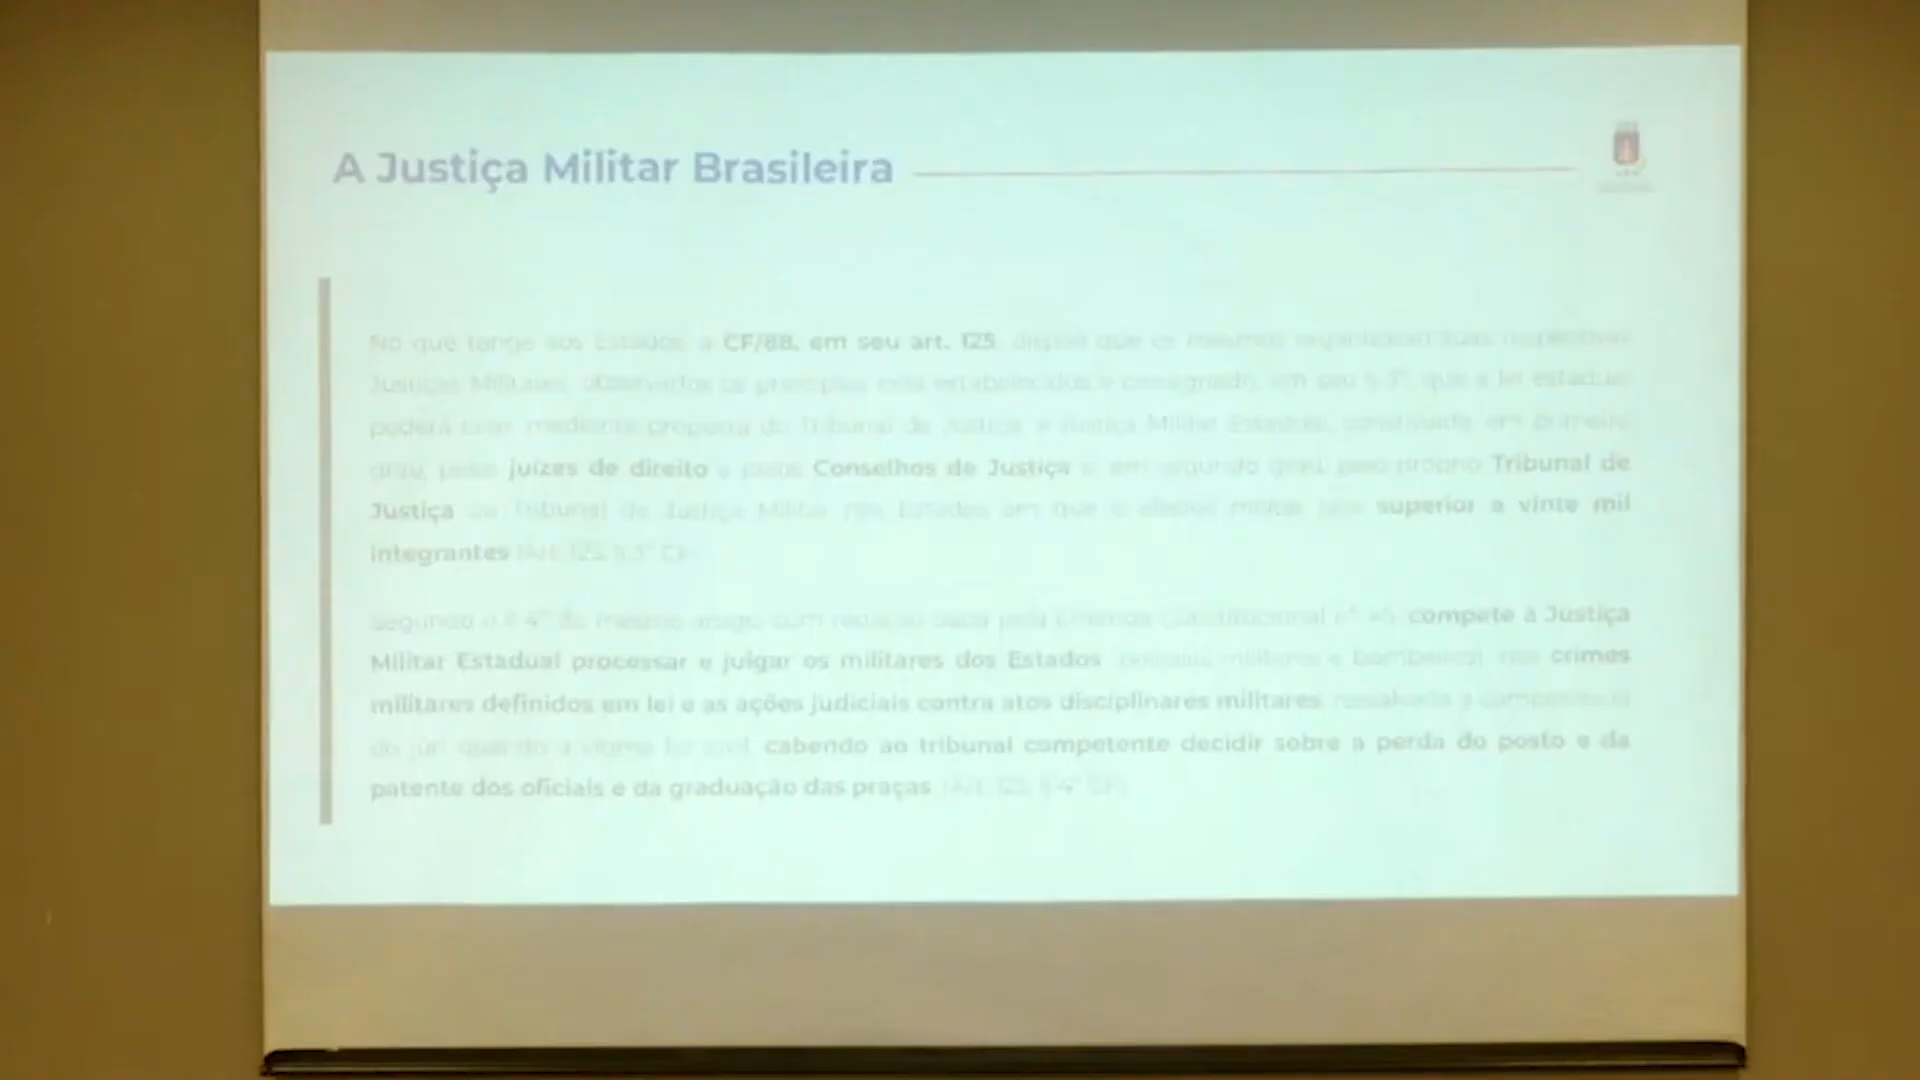 A Justiça Militar Brasileira
No que tange aos Estados, a CF/88, em seu art. 125, dispõe que os mesmos organizarão suas respectivas
Justiças Militares, observados os princípios nela estabelecidos e consignado, em seu § 3º, que a lei estadual
poderá criar, mediante proposta do Tribunal de Justiça, a Justiça Militar Estadual, constituída, em primeiro
grau, pelos juízes de direito e pelos Conselhos de Justiça e, em segundo grau, pelo próprio Tribunal de
Justiça ou Tribunal de Justiça Militar nos Estados em que o efetivo militar seja superior a vinte mil
integrantes (Art. 125, § 3º CF).
Segundo o § 4º do mesmo artigo, com redação dada pela Emenda Constitucional nº 45, compete à Justiça
Militar Estadual processar e julgar os militares dos Estados (policiais militares e bombeiros), nos crimes
militares definidos em lei e as ações judiciais contra atos disciplinares militares, ressalvada a competência
do júri quando a vítima for civil, cabendo ao tribunal competente decidir sobre a perda do posto e da
patente dos oficiais e da graduação das praças (Art. 125, § 4º CF).